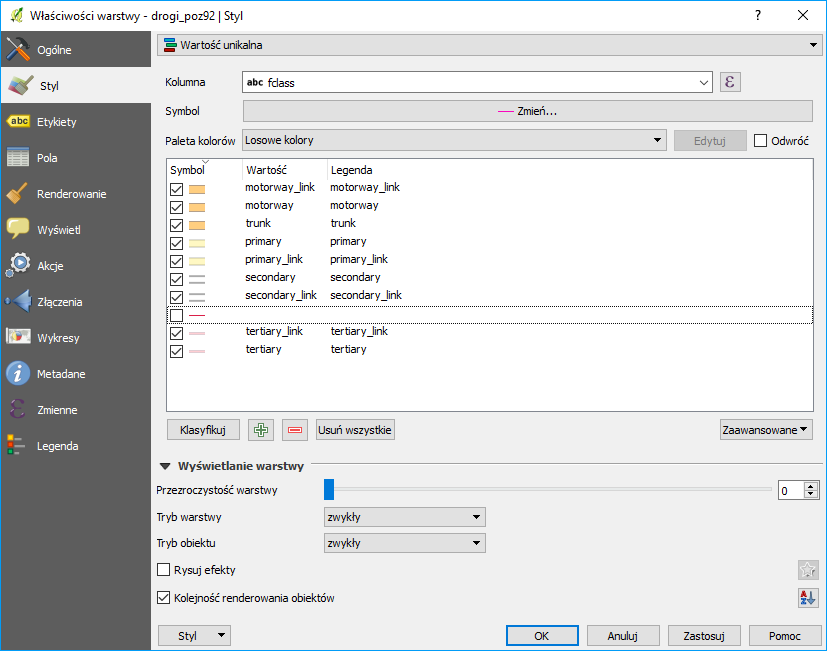 Właściwości warstwy - drogi_poz92 | Styl
?
Ogólne
Styl
abc Etykiety
Pola
Renderowanie
Wyświetl
Akcje
Złączenia
Wykresy
i Metadane
ε Zmienne
Legenda
Wartość unikalna
Kolumna abc fclass ε
Symbol Zmień...
Paleta kolorów Losowe kolory Edytuj Odwróć
Symbol Wartość Legenda
motorway_link motorway_link
motorway motorway
trunk trunk
primary primary
primary_link primary_link
secondary secondary
secondary_link secondary_link
tertiary_link tertiary_link
tertiary tertiary
Klasyfikuj Usuń wszystkie Zaawansowane
Wyświetlanie warstwy
Przezroczystość warstwy 0
Tryb warstwy zwykły
Tryb obiektu zwykły
Rysuj efekty
Kolejność renderowania obiektów AZ
Styl OK Anuluj Zastosuj Pomoc